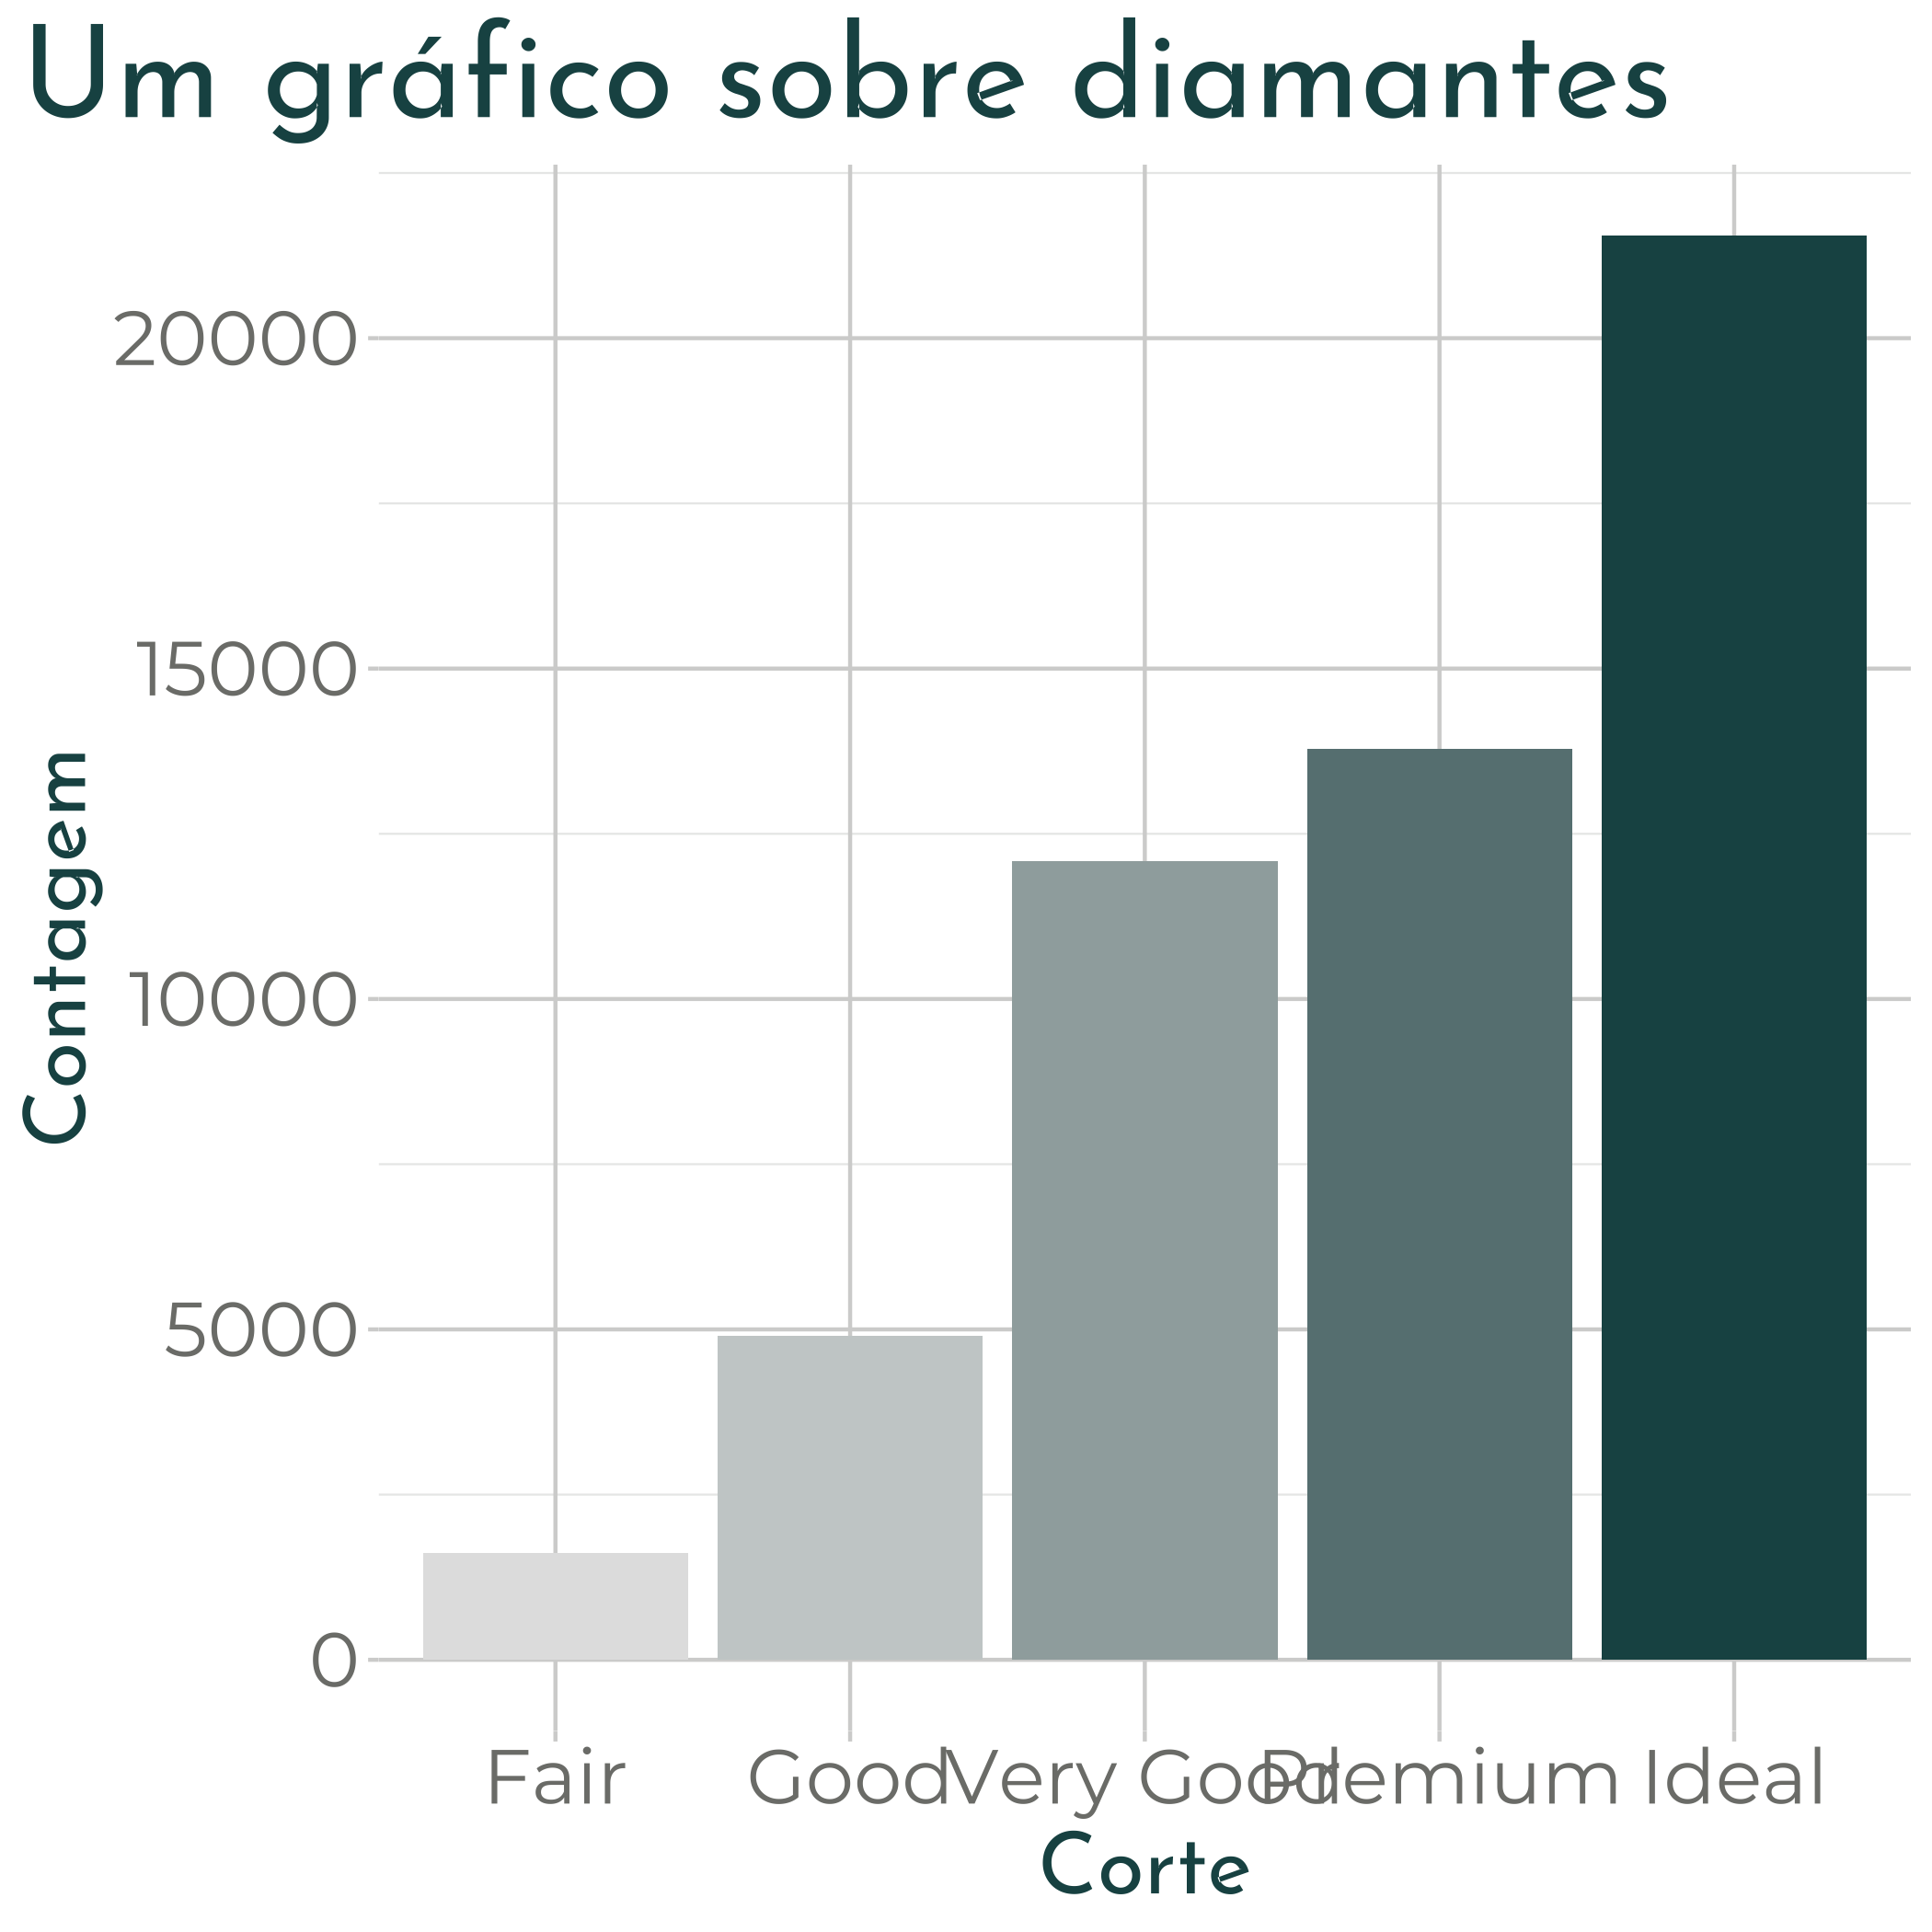 Um gráfico sobre diamantes
20000
15000
10000
5000
0
Contagem
Fair Good Very Good Premium Ideal
Corte